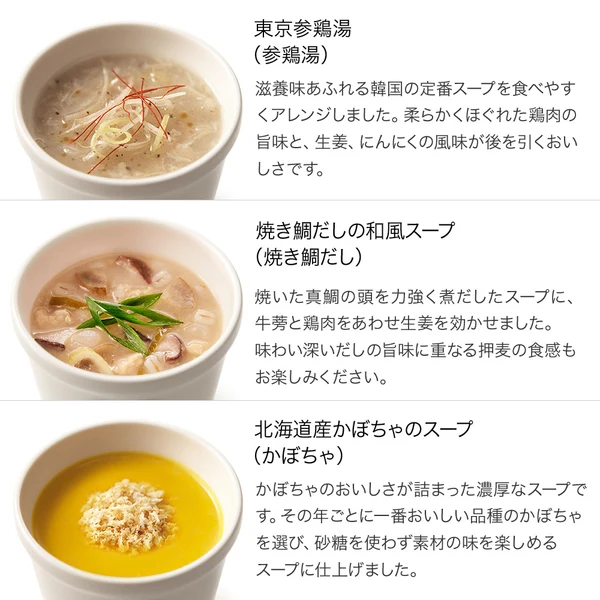 東京参鶏湯
（参鶏湯）
滋養味あふれる韓国の定番スープを食べやす
くアレンジしました。柔らかくほぐれた鶏肉の
旨味と、生姜、にんにくの風味が後を引くおい
しさです。
焼き鯛だしの和風スープ
（焼き鯛だし）
焼いた真鯛の頭を力強く煮だしたスープに、
牛蒡と鶏肉をあわせ生姜を効かせました。
味わい深いだしの旨味に重なる押麦の食感も
お楽しみください。
北海道産かぼちゃのスープ
（かぼちゃ）
かぼちゃのおいしさが詰まった濃厚なスープで
す。その年ごとに一番おいしい品種のかぼちゃ
を選び、砂糖を使わず素材の味を楽しめる
スープに仕上げました。